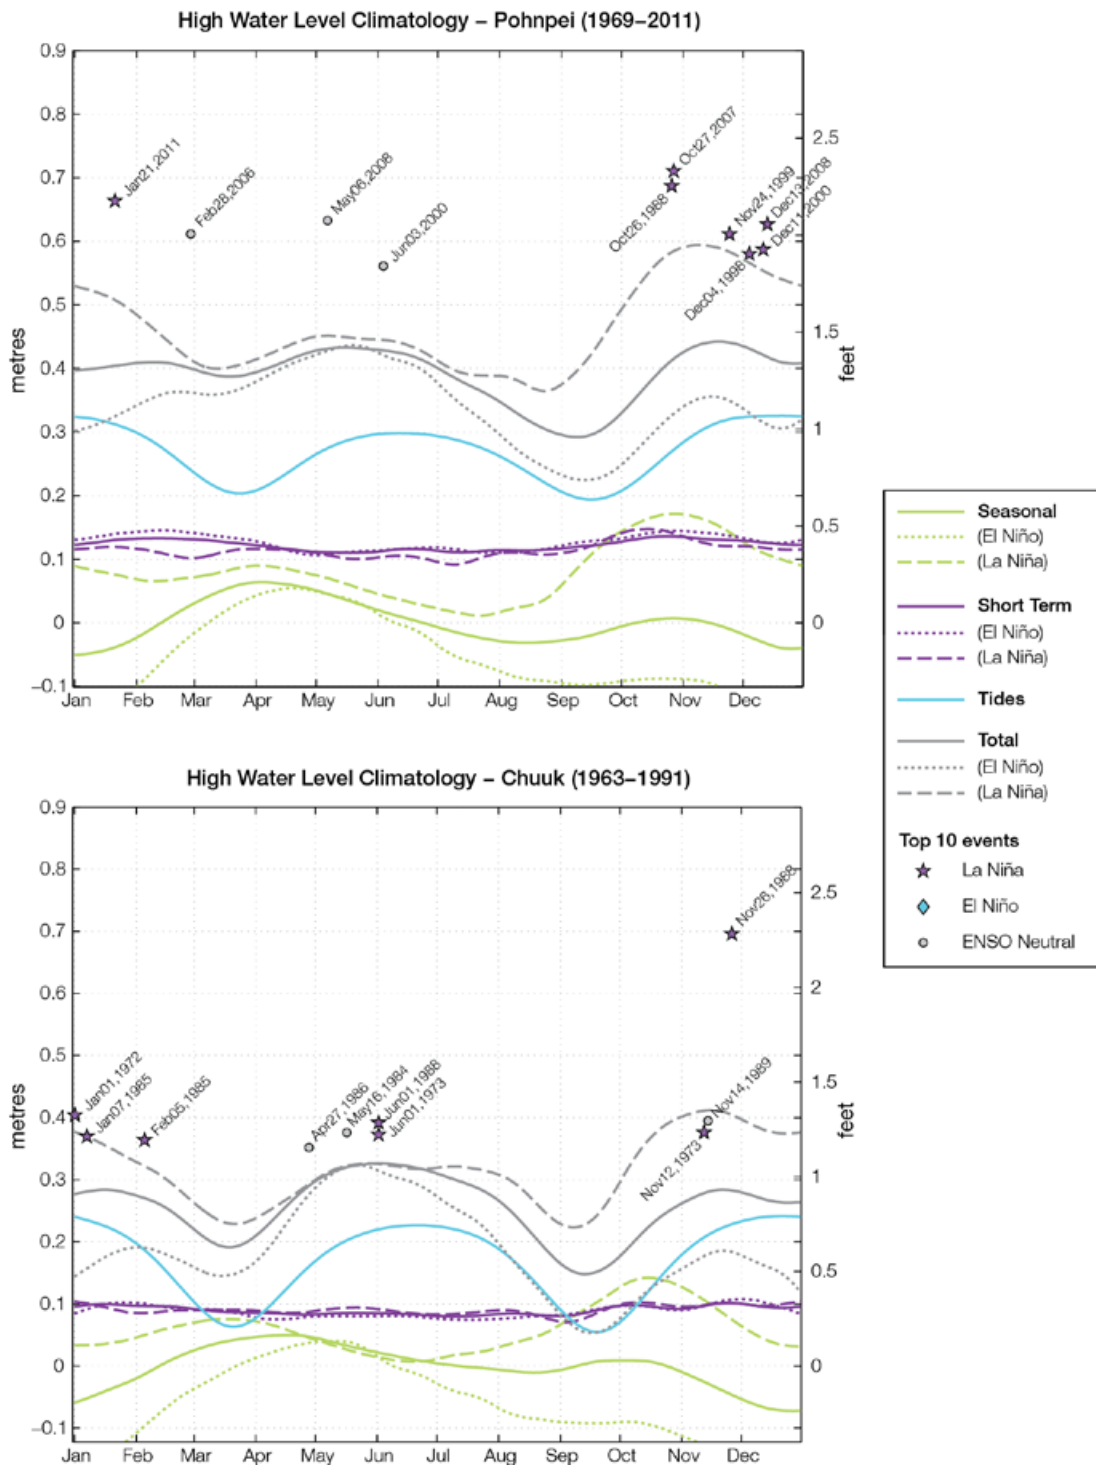 High Water Level Climatology – Pohnpei (1969–2011)
0.9
0.8
0.7
0.6
0.5
0.4
0.3
0.2
0.1
0
–0.1
metres
2.5
1.5
1
0.5
0
feet
Jan21,2011
Feb28,2006
May06,2008
Jun03,2000
Oct26,1988
Oct27,2007
Nov24,1999
Dec13,2008
Dec11,2000
Dec04,1998
Jan Feb Mar Apr May Jun Jul Aug Sep Oct Nov Dec
High Water Level Climatology – Chuuk (1963–1991)
0.9
0.8
0.7
0.6
0.5
0.4
0.3
0.2
0.1
0
–0.1
metres
2.5
2
1.5
1
0.5
0
feet
Jan01,1972
Jan07,1985
Feb05,1985
Apr27,1986
May16,1984
Jun01,1988
Jun01,1973
Nov12,1973
Nov14,1989
Nov26,1988
Jan Feb Mar Apr May Jun Jul Aug Sep Oct Nov Dec
Seasonal
(El Niño)
(La Niña)
Short Term
(El Niño)
(La Niña)
Tides
Total
(El Niño)
(La Niña)
Top 10 events
La Niña
El Niño
ENSO Neutral